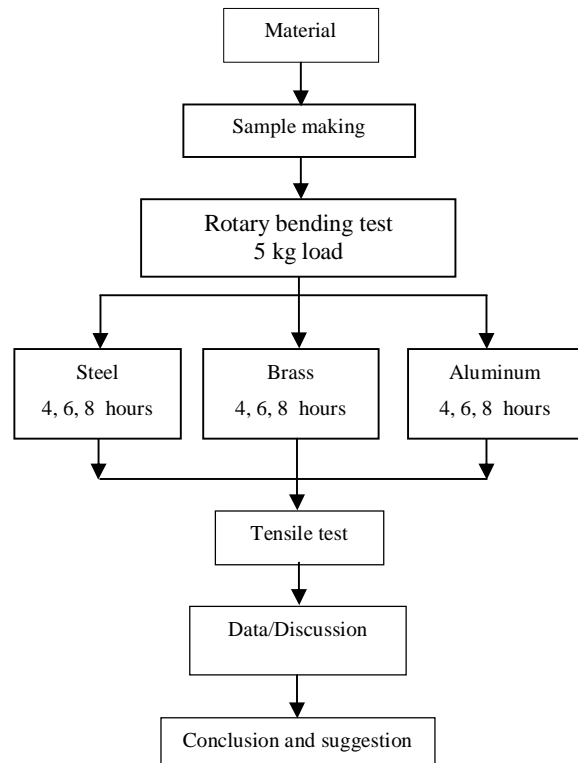 Material
Sample making
Rotary bending test
5 kg load
Steel
4, 6, 8 hours
Brass
4, 6, 8 hours
Aluminum
4, 6, 8 hours
Tensile test
Data/Discussion
Conclusion and suggestion